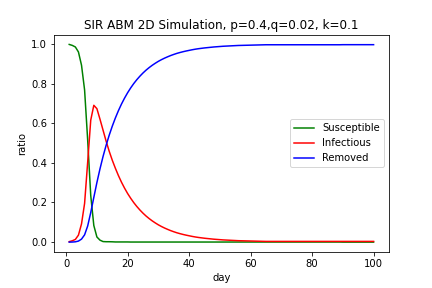 SIR ABM 2D Simulation, p=0.4,q=0.02, k=0.1
1.0
0.8
0.6
0.4
0.2
0.0
ratio
Susceptible
Infectious
Removed
0 20 40 60 80 100
day